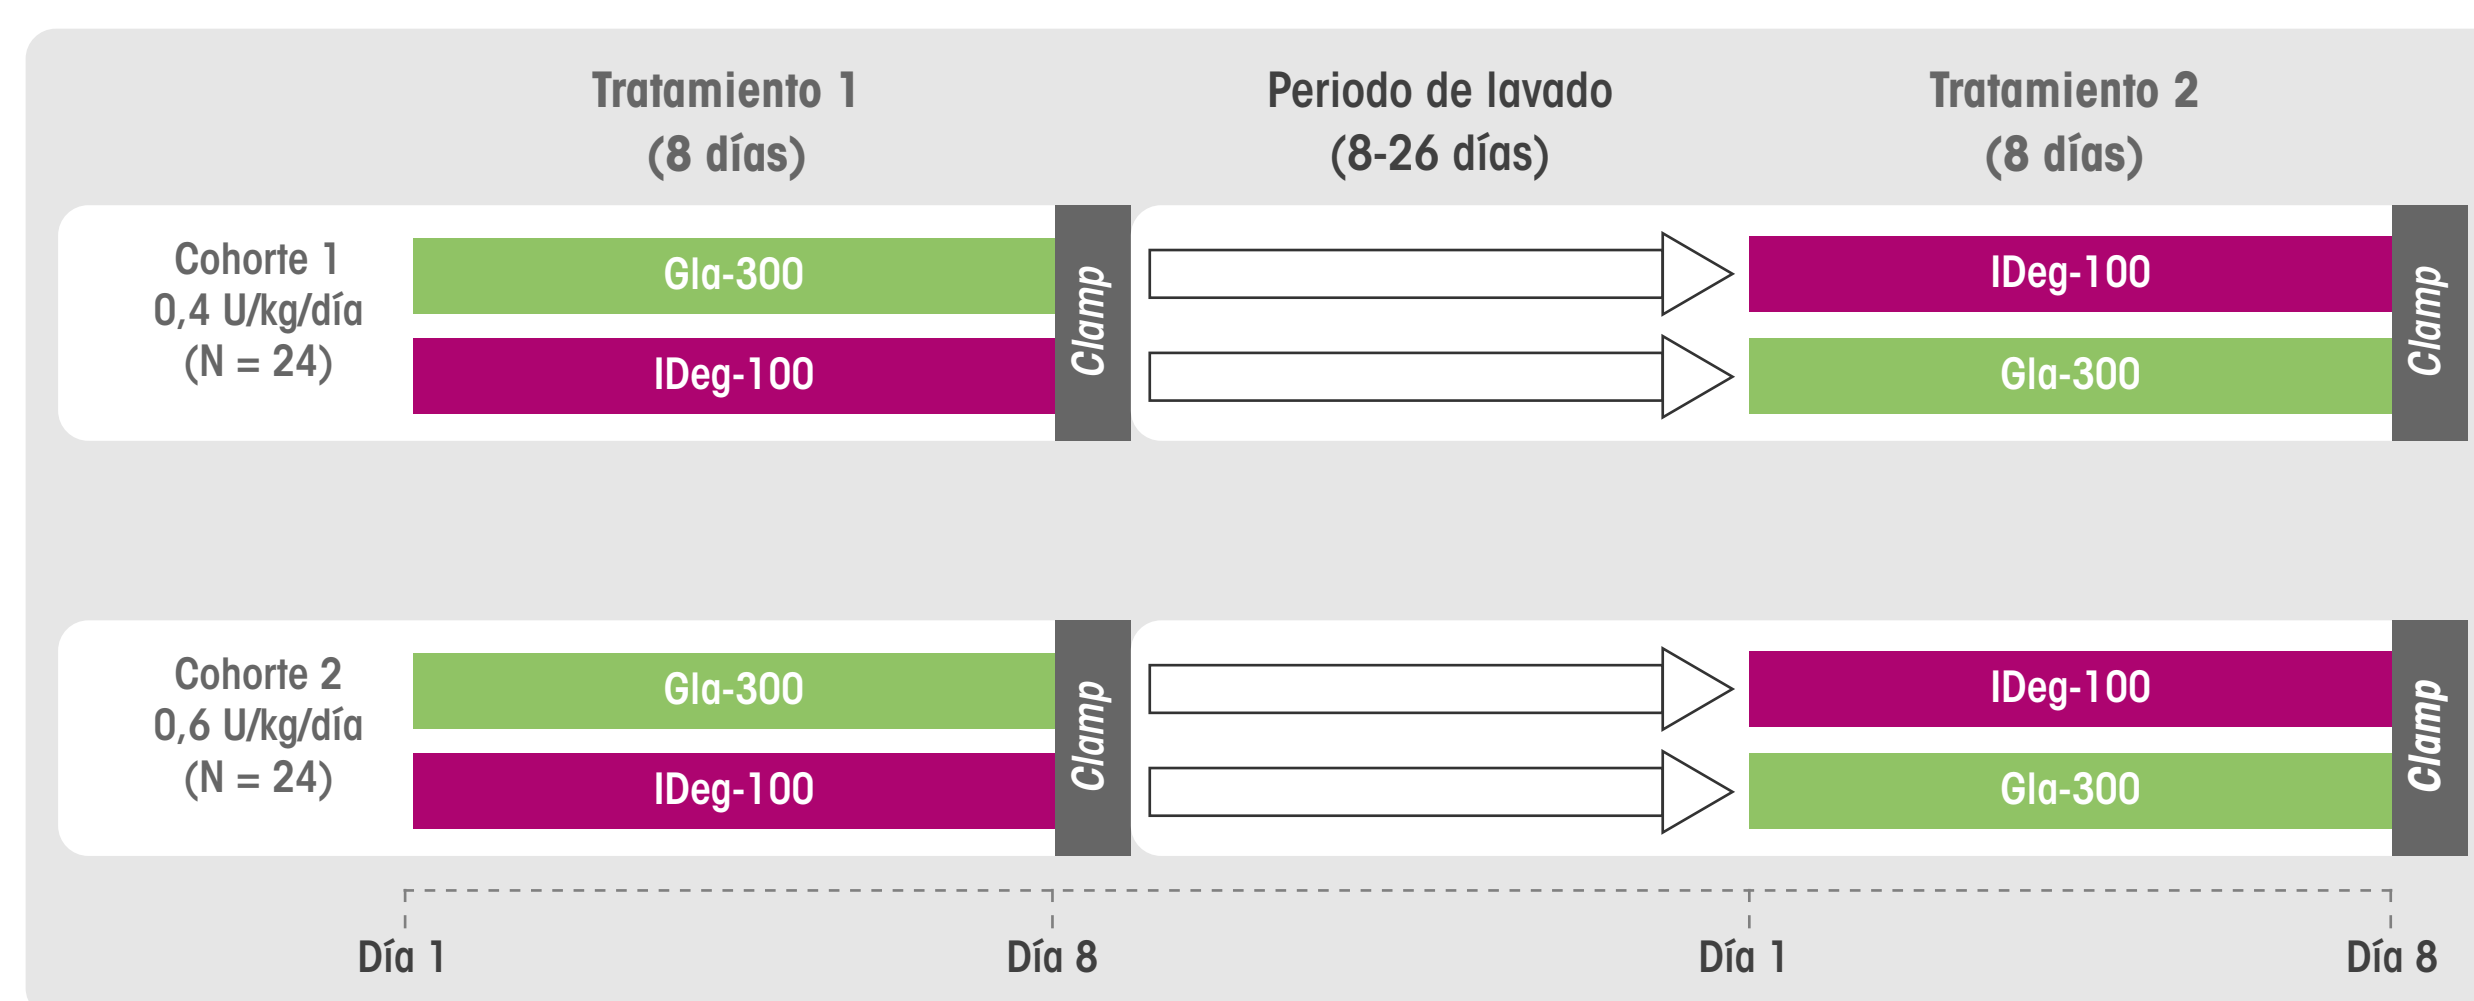 Tratamiento 1
(8 días)
Periodo de lavado
(8-26 días)
Tratamiento 2
(8 días)
Cohorte 1
0,4 U/kg/día
(N = 24)
Gla-300
IDeg-100
Clamp
IDeg-100
Gla-300
Clamp
Cohorte 2
0,6 U/kg/día
(N = 24)
Gla-300
IDeg-100
Clamp
IDeg-100
Gla-300
Clamp
Día 1
Día 8
Día 1
Día 8